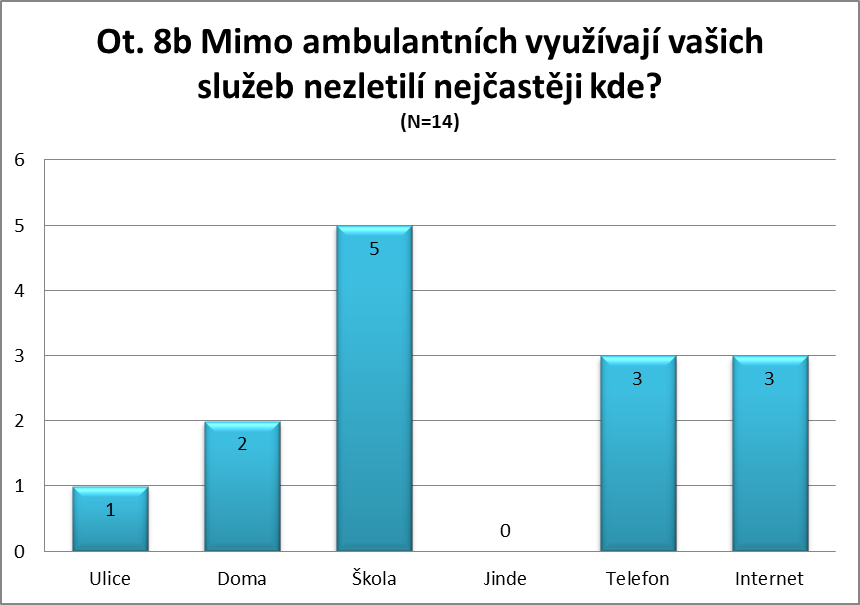 Ot. 8b Mimo ambulantních využívají vašich
služeb nezletilí nejčastěji kde?
(N=14)
6
5
4
3
2
1
0
1
2
5
0
3
3
Ulice
Doma
Škola
Jinde
Telefon
Internet